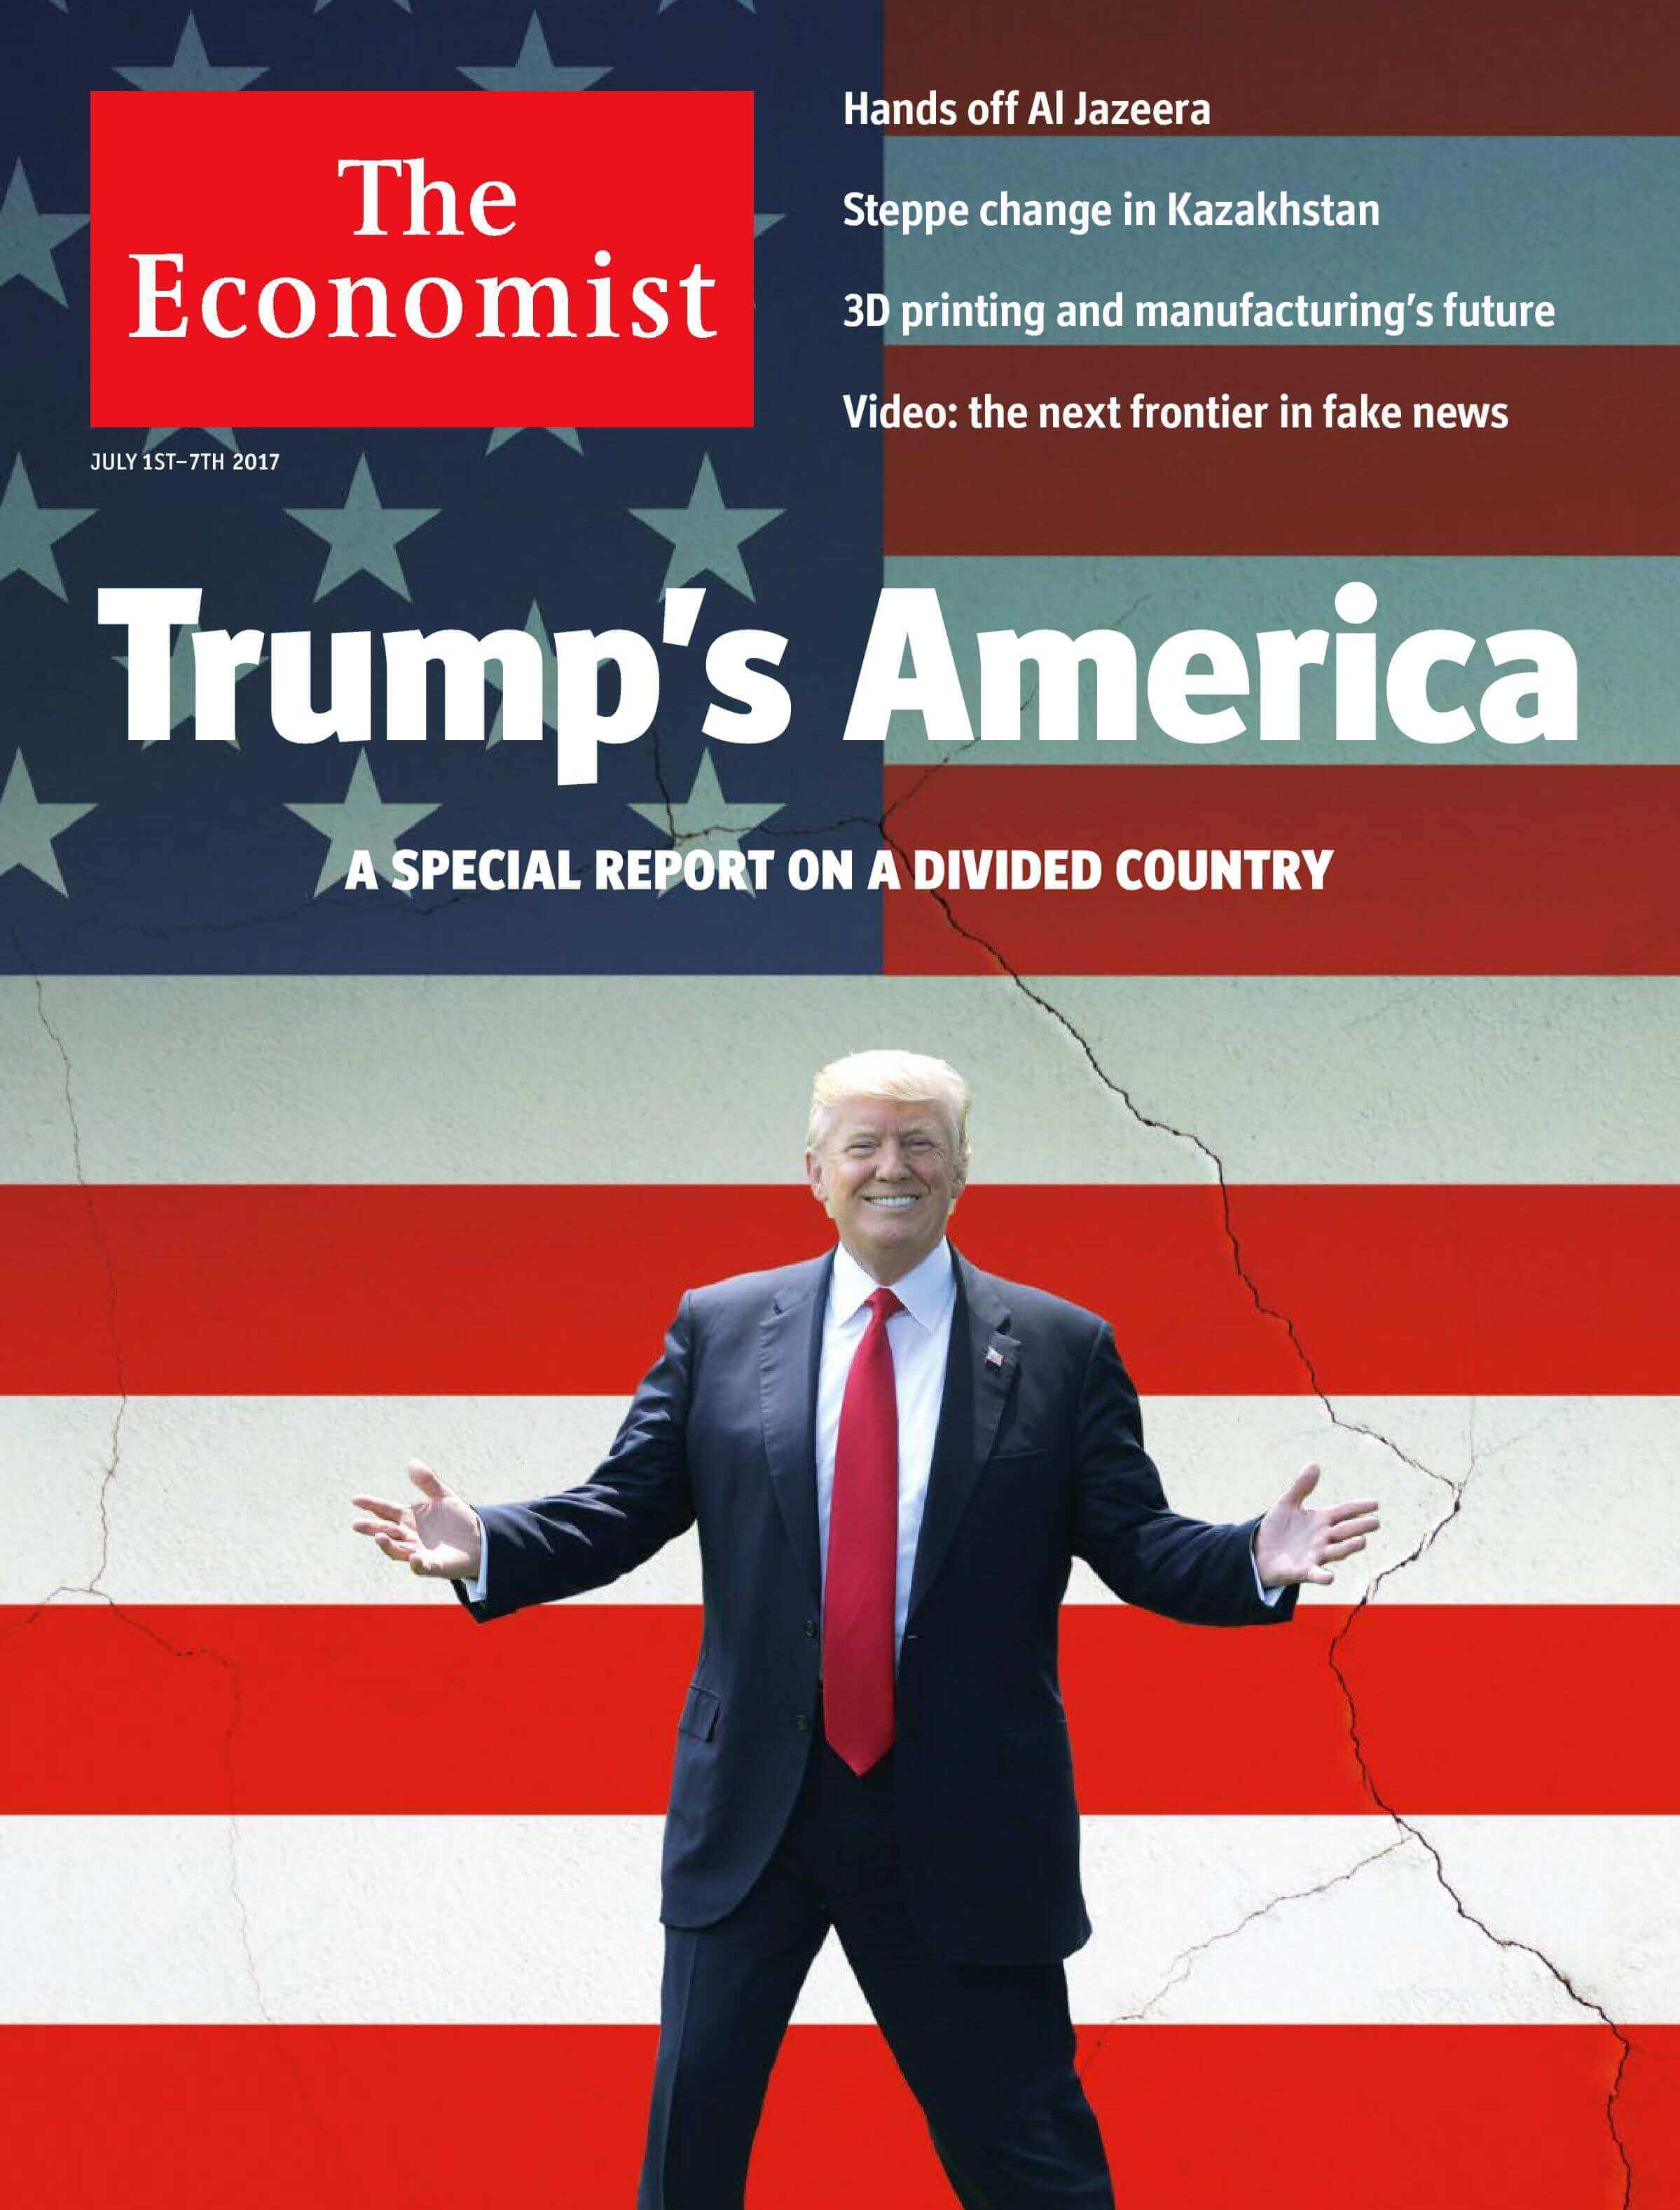 The
Economist
JULY 1ST–7TH 2017
Hands off Al Jazeera
Steppe change in Kazakhstan
3D printing and manufacturing’s future
Video: the next frontier in fake news
Trump’s America
A SPECIAL REPORT ON A DIVIDED COUNTRY